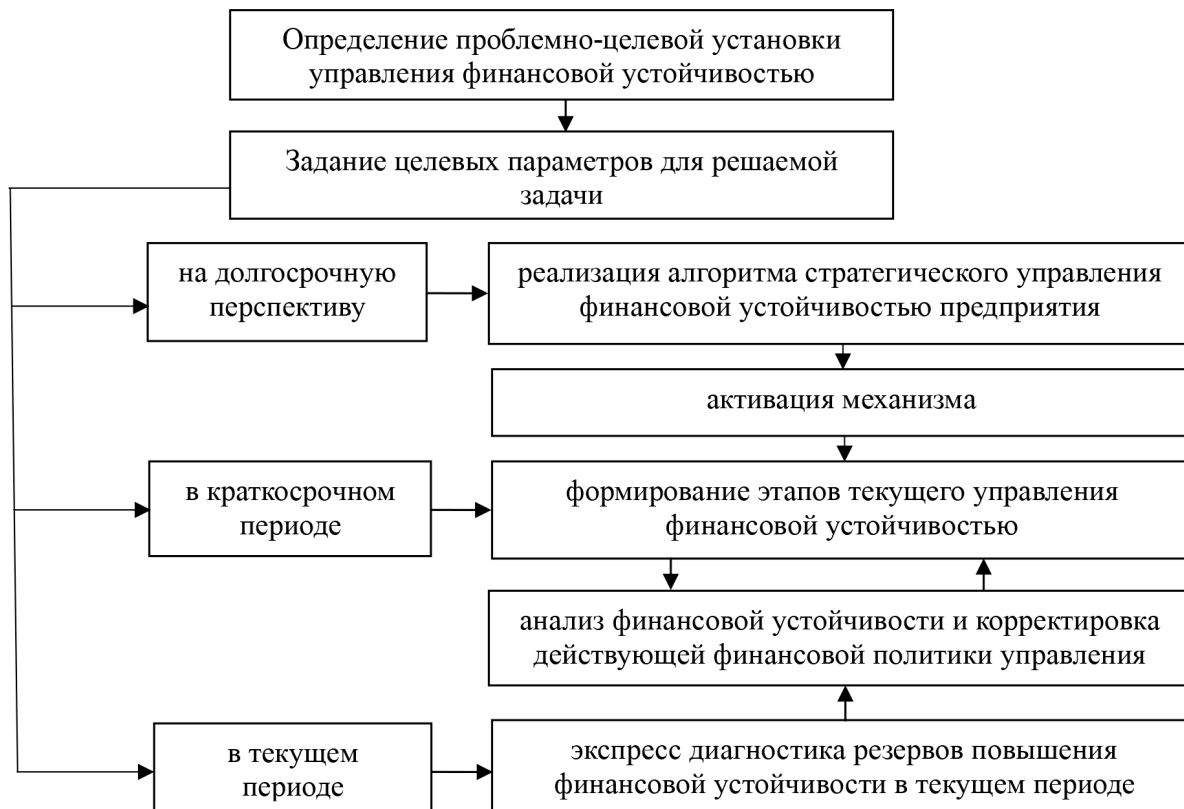 Определение проблемно-целевой установки
управления финансовой устойчивостью
Задание целевых параметров для решаемой
задачи
на долгосрочную
перспективу
реализация алгоритма стратегического управления
финансовой устойчивостью предприятия
активация механизма
в краткосрочном
периоде
формирование этапов текущего управления
финансовой устойчивостью
анализ финансовой устойчивости и корректировка
действующей финансовой политики управления
в текущем
периоде
экспресс диагностика резервов повышения
финансовой устойчивости в текущем периоде